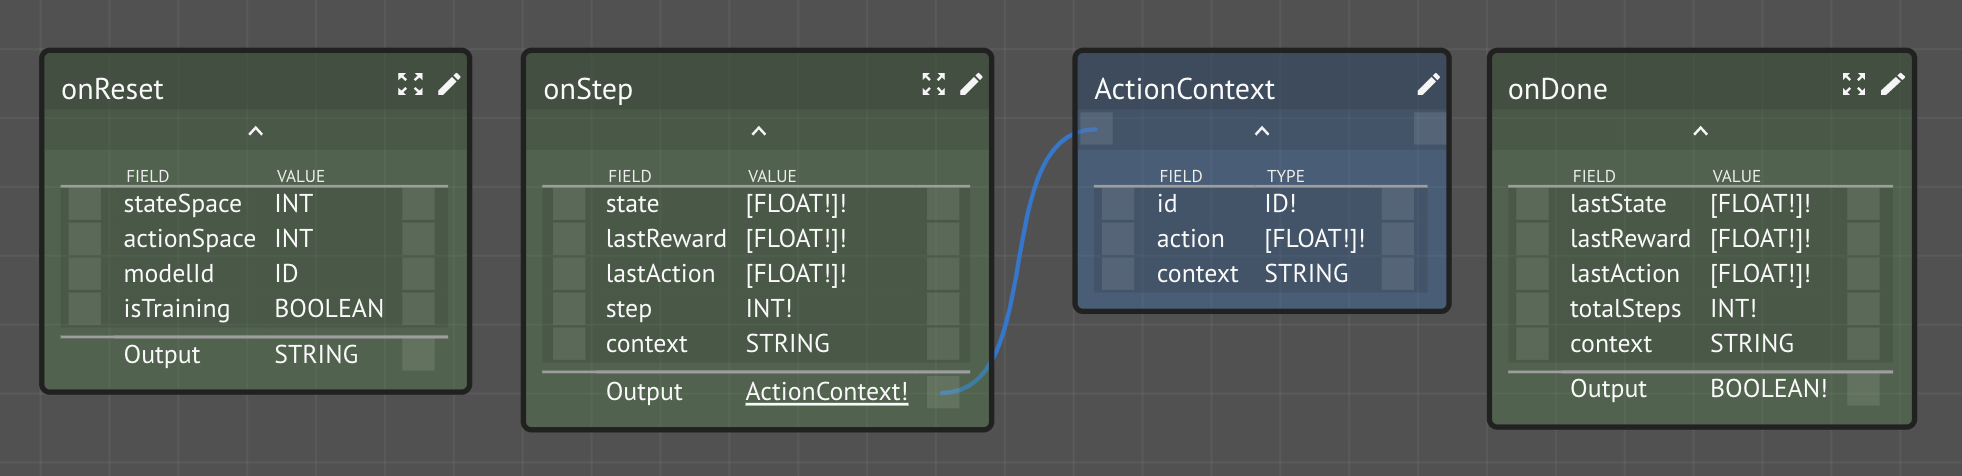 onReset
FIELD VALUE
stateSpace INT
actionSpace INT
modelId ID
isTraining BOOLEAN
Output STRING
onStep
FIELD VALUE
state [FLOAT!]!
lastReward [FLOAT!]!
lastAction [FLOAT!]!
step INT!
context STRING
Output ActionContext!
ActionContext
FIELD TYPE
id ID!
action [FLOAT!]!
context STRING
onDone
FIELD VALUE
lastState [FLOAT!]!
lastReward [FLOAT!]!
lastAction [FLOAT!]!
totalSteps INT!
context STRING
Output BOOLEAN!